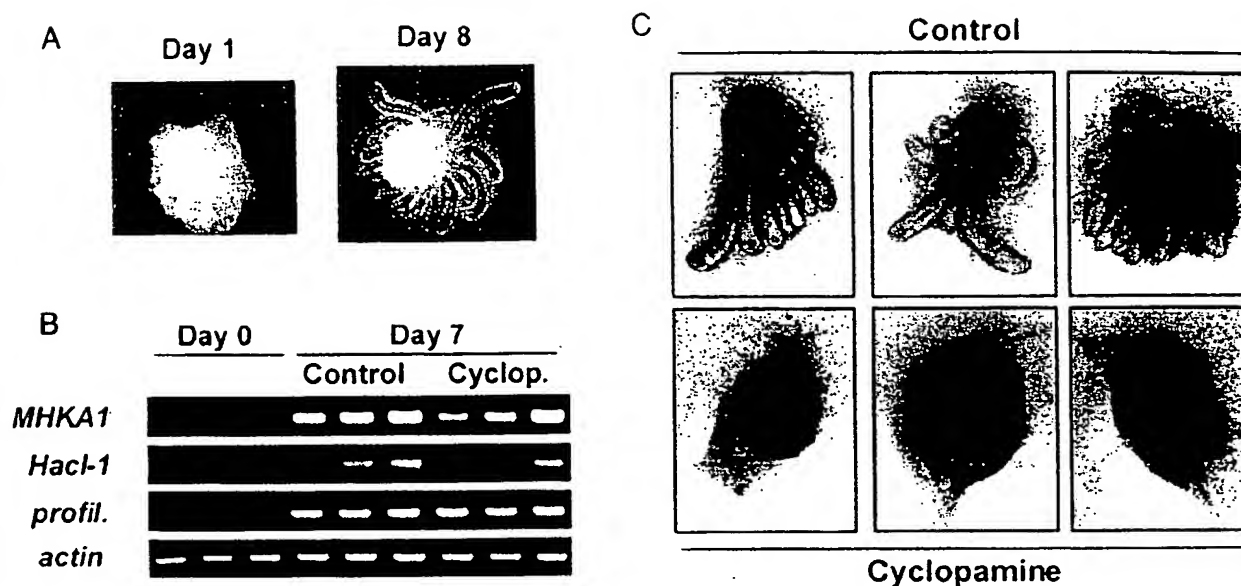 A
Day 1
Day 8
B
Day 0
Day 7
Control
Cyclop.
MHKA1
Hacl-1
profil.
actin
C
Control
Cyclopamine